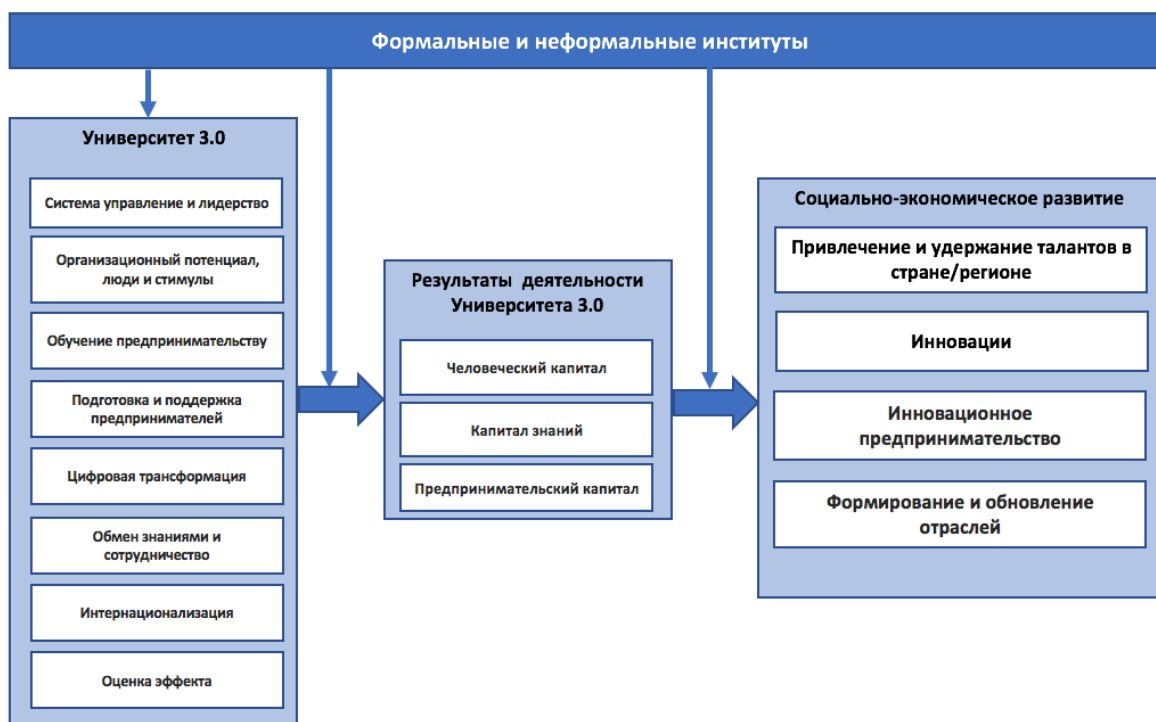 Формальные и неформальные институты
Университет 3.0
Система управление и лидерство
Организационный потенциал,
люди и стимулы
Обучение предпринимательству
Подготовка и поддержка
предпринимателей
Цифровая трансформация
Обмен знаниями и
сотрудничество
Интернационализация
Оценка эффекта
Результаты деятельности
Университета 3.0
Человеческий капитал
Капитал знаний
Предпринимательский капитал
Социально-экономическое развитие
Привлечение и удержание талантов в
стране/регионе
Инновации
Инновационное
предпринимательство
Формирование и обновление
отраслей